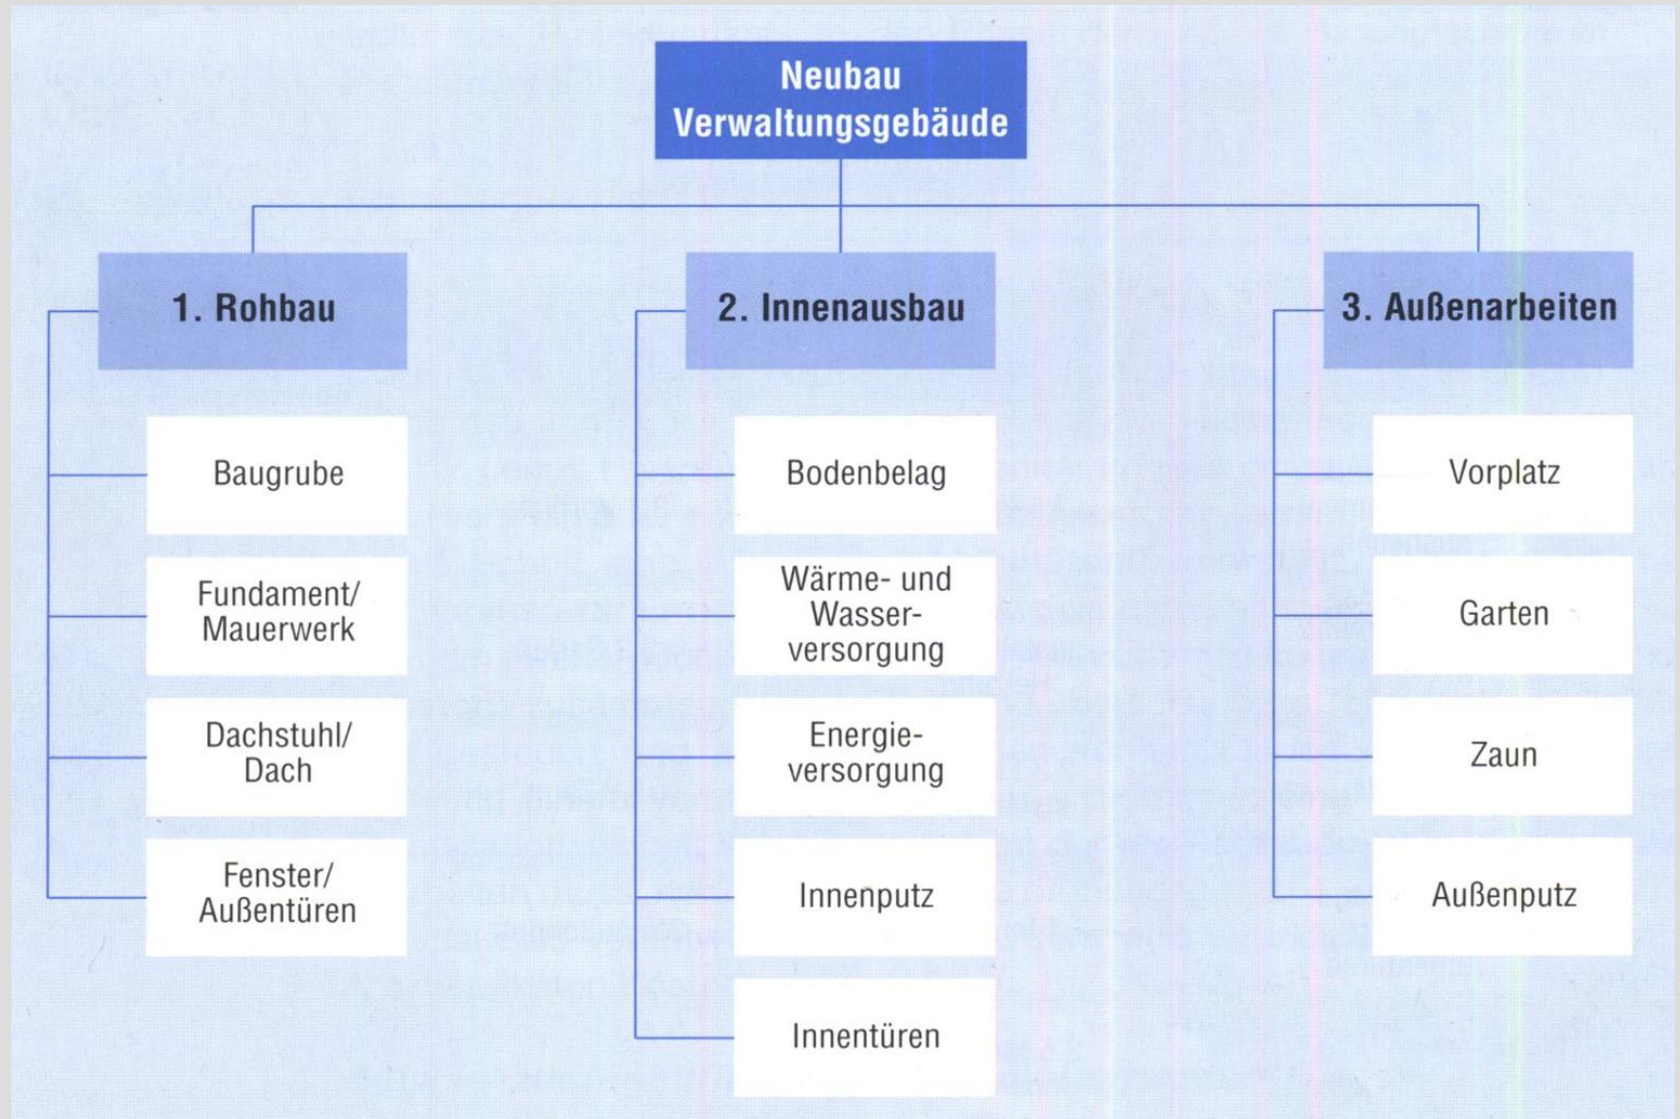 Neubau
Verwaltungsgebäude
1. Rohbau
Baugrube
Fundament/
Mauerwerk
Dachstuhl/
Dach
Fenster/
Außentüren
2. Innenausbau
Bodenbelag
Wärme- und
Wasser-
versorgung
Energie-
versorgung
Innenputz
Innentüren
3. Außenarbeiten
Vorplatz
Garten
Zaun
Außenputz